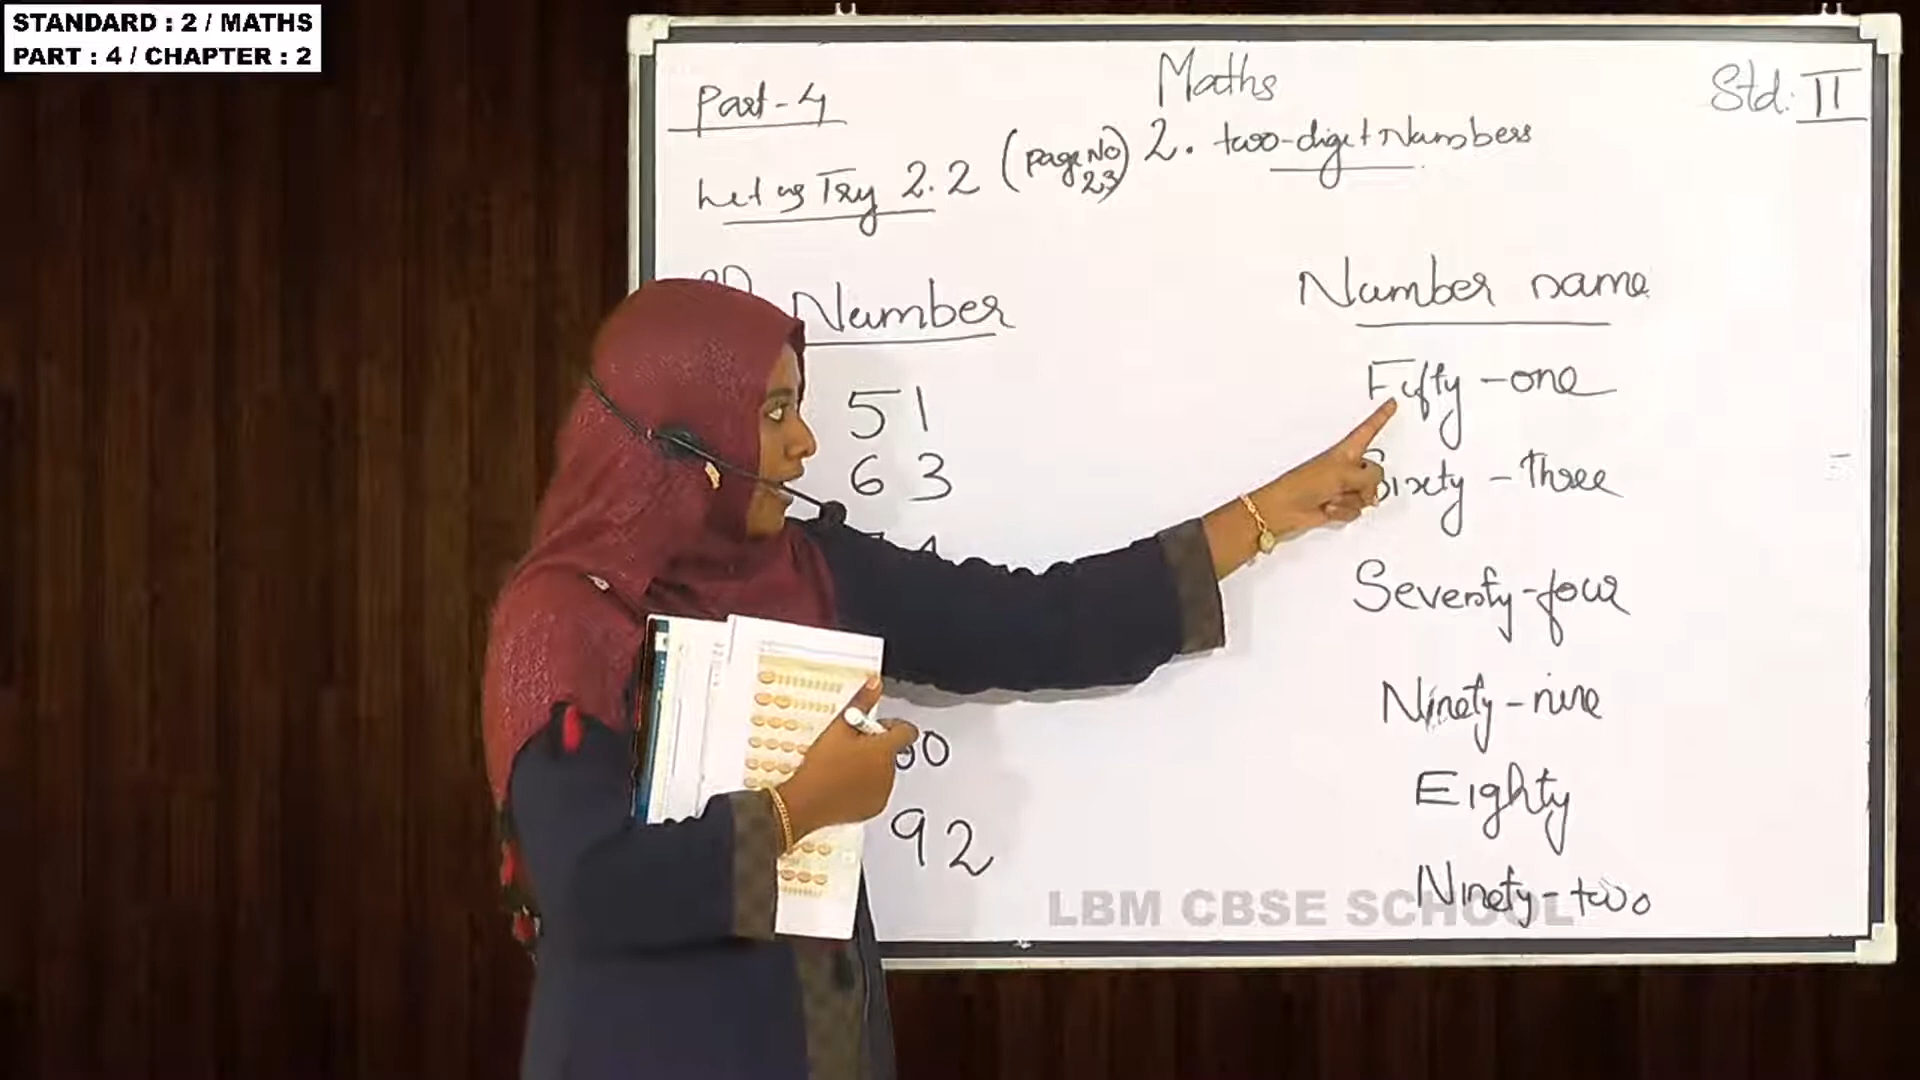 STANDARD : 2 / MATHS
PART : 4 / CHAPTER : 2
Maths
Part-4
Std: II
2. two-digit Numbers
Let us Try 2.2 (page No 23)
Number
Number name
51
Fifty-one
63
Sixty-three
Seventy-four
Ninety-nine
80
Eighty
92
Ninety-two
LBM CBSE SCHOOL